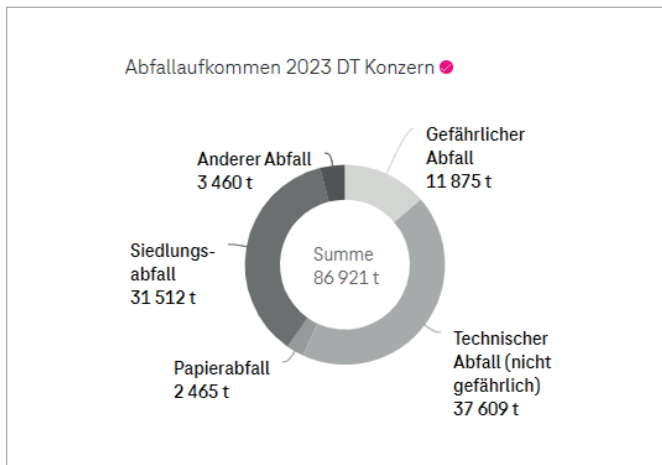 Abfallaufkommen 2023 DT Konzern
Gefährlicher
Abfall
11 875 t
Anderer Abfall
3 460 t
Siedlungs-
abfall
31 512 t
Summe
86 921 t
Technischer
Abfall (nicht
gefährlich)
37 609 t
Papierabfall
2 465 t